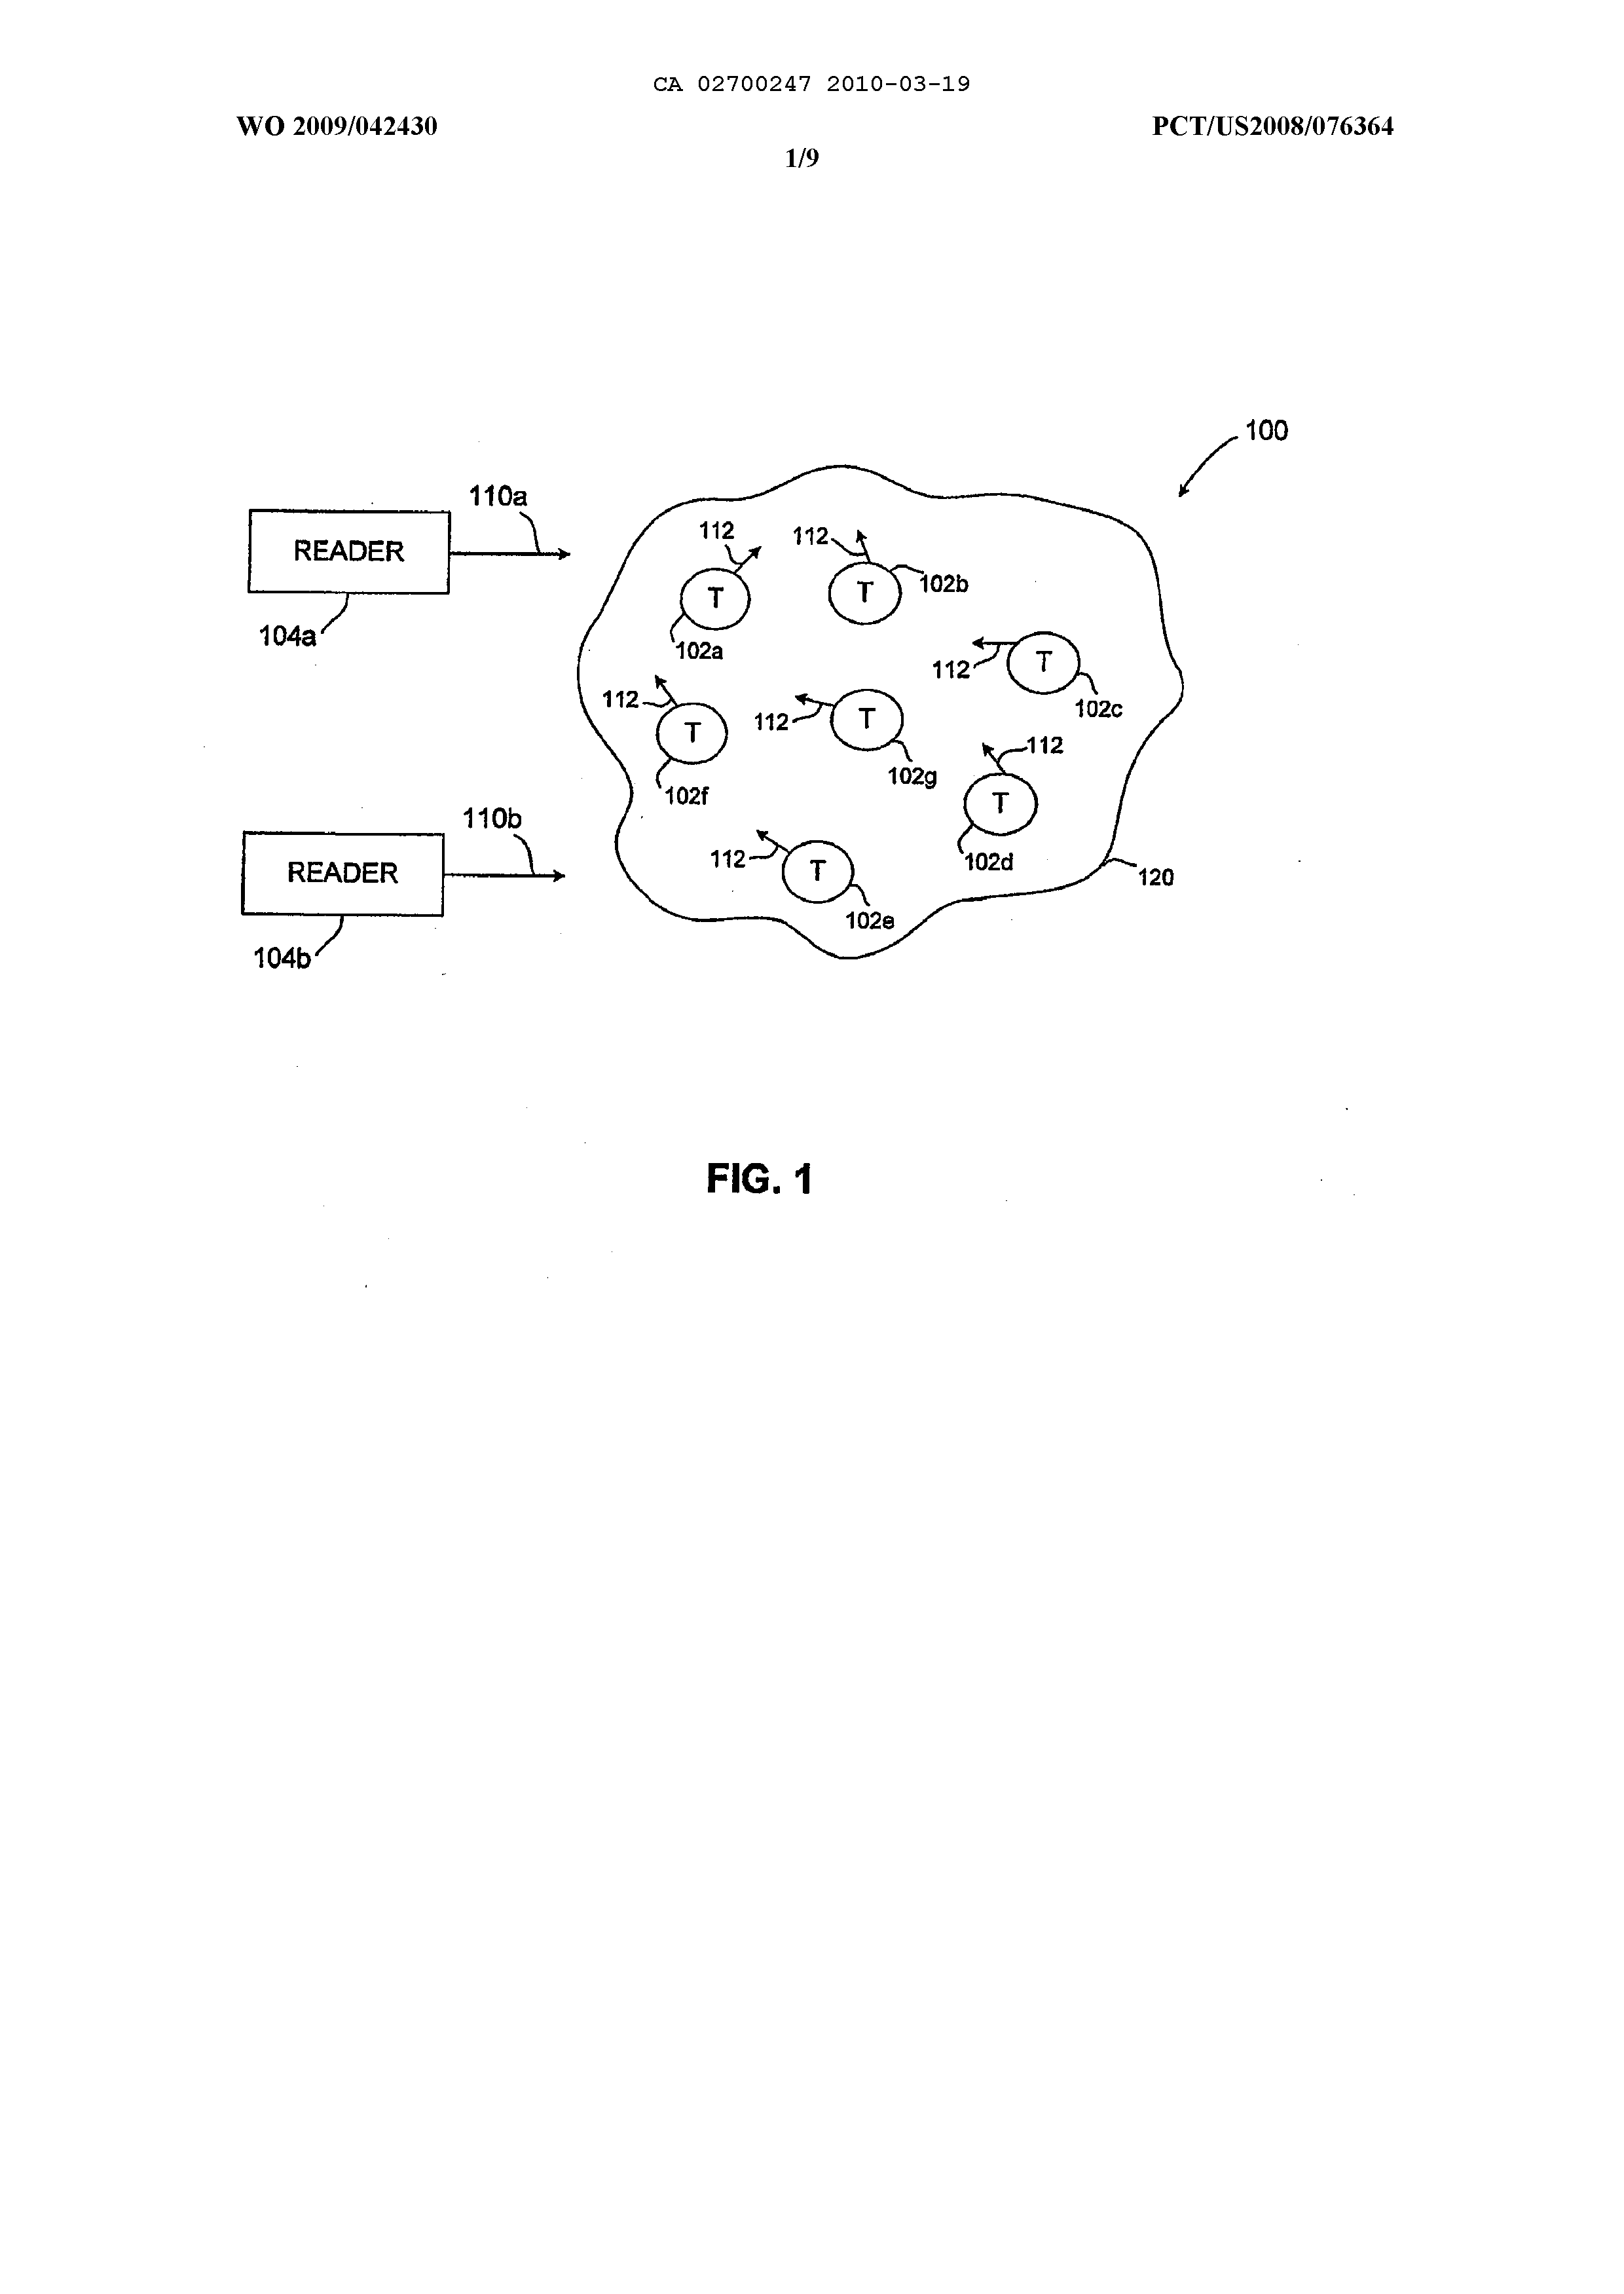 CA 02700247 2010-03-19
WO 2009/042430
PCT/US2008/076364
1/9
100
110a
READER
104a
112
T
102a
112
T
102b
112
T
102c
112
T
102f
112
T
102g
112
T
102d
110b
READER
104b
112
T
102e
120
FIG. 1